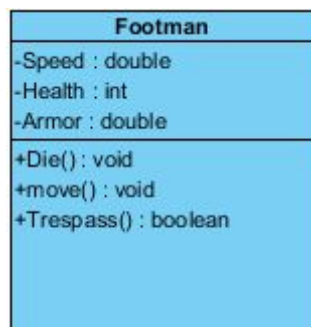 Footman
-Speed : double
-Health : int
-Armor : double
+Die() : void
+move() : void
+Trespass() : boolean